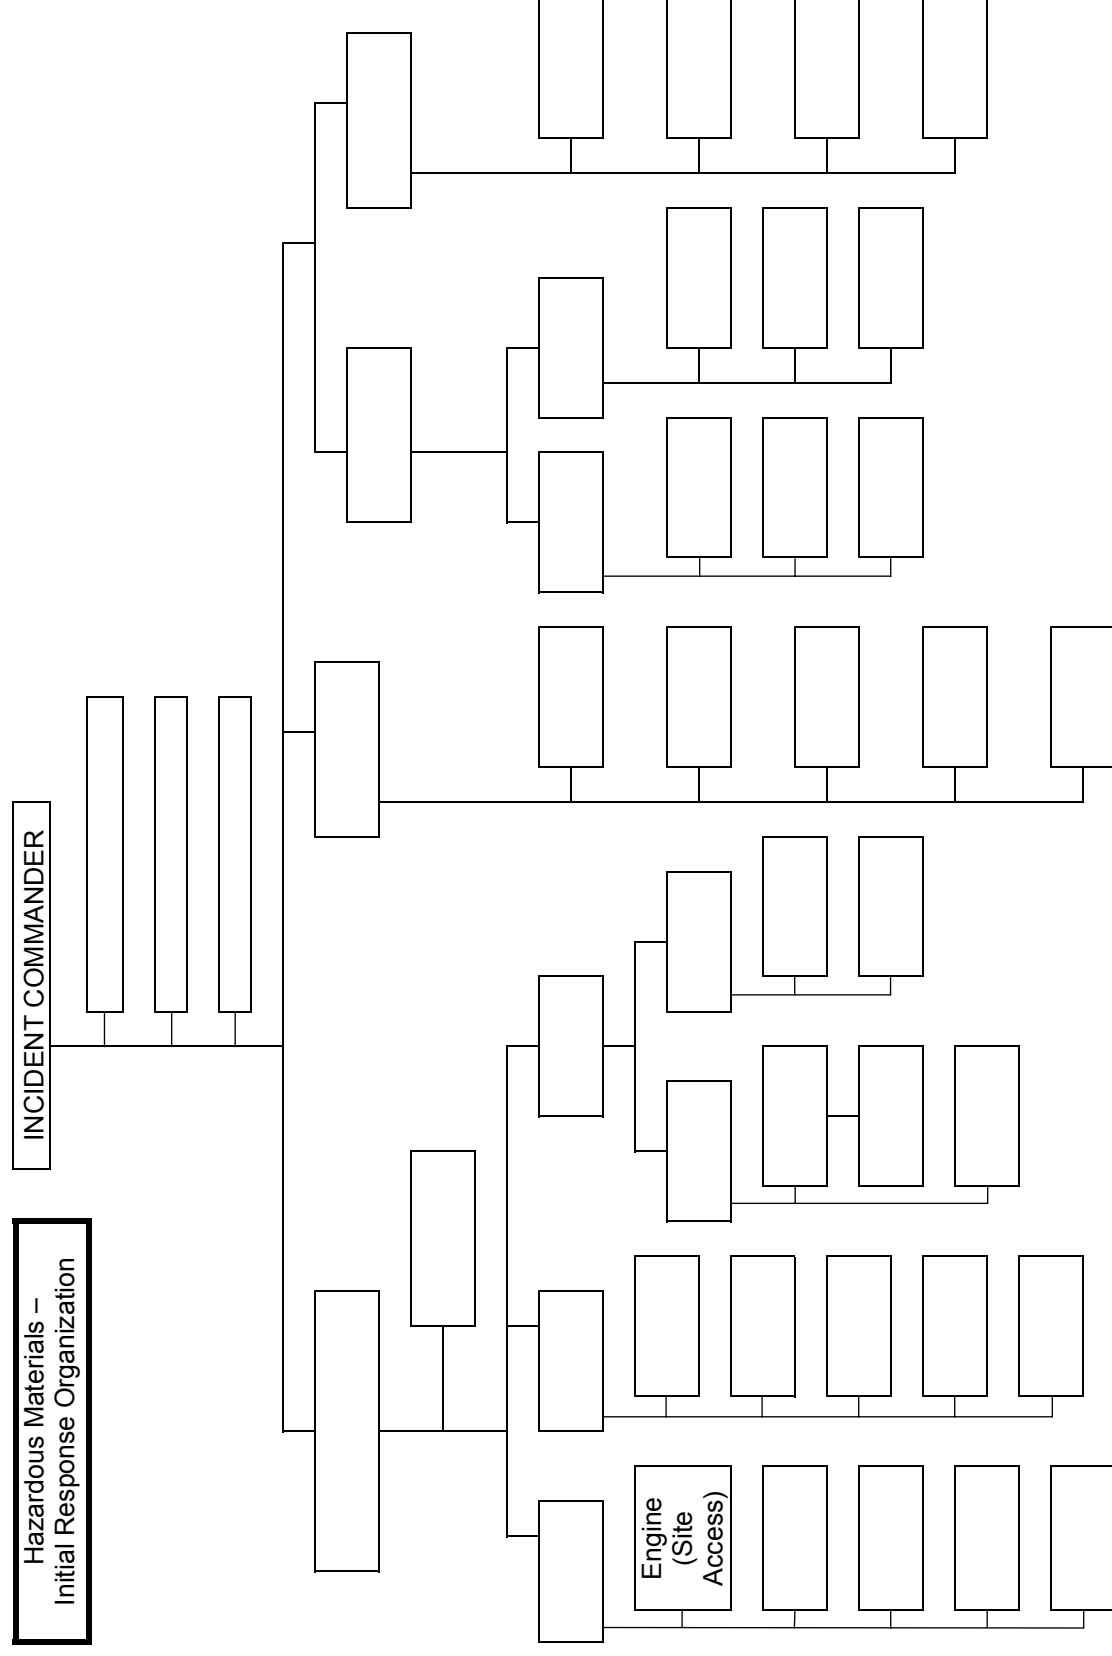 Hazardous Materials –
Initial Response Organization
INCIDENT COMMANDER
Engine
(Site
Access)